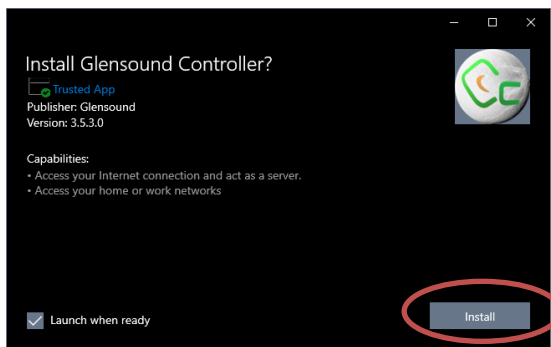 Install Glensound Controller?
Trusted App
Publisher: Glensound
Version: 3.5.3.0
Capabilities:
• Access your Internet connection and act as a server.
• Access your home or work networks
Launch when ready
Install